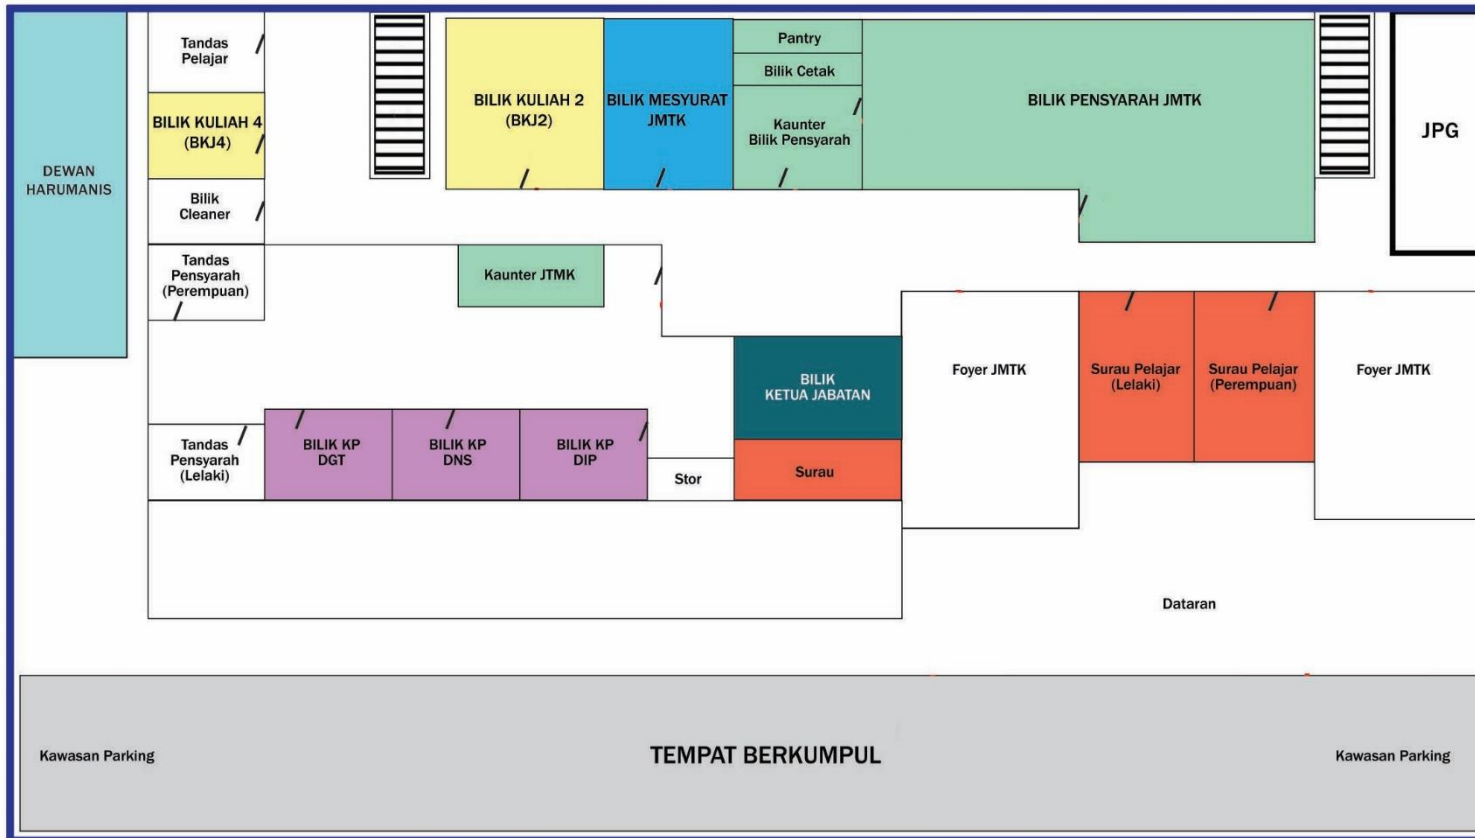 Tandas
Pelajar
BILIK KULIAH 4
(BKJ4)
Bilik
Cleaner
Tandas
Pensyarah
(Perempuan)
DEWAN
HARUMANIS
BILIK KULIAH 2
(BKJ2)
BILIK MESYURAT
JMTK
Pantry
Bilik Cetak
Kaunter
Bilik Pensyarah
BILIK PENSYARAH JMTK
JPG
Kaunter JTMK
BILIK
KETUA JABATAN
Foyer JMTK
Surau Pelajar
(Lelaki)
Surau Pelajar
(Perempuan)
Foyer JMTK
Tandas
Pensyarah
(Lelaki)
BILIK KP
DGT
BILIK KP
DNS
BILIK KP
DIP
Stor
Surau
Dataran
Kawasan Parking
TEMPAT BERKUMPUL
Kawasan Parking